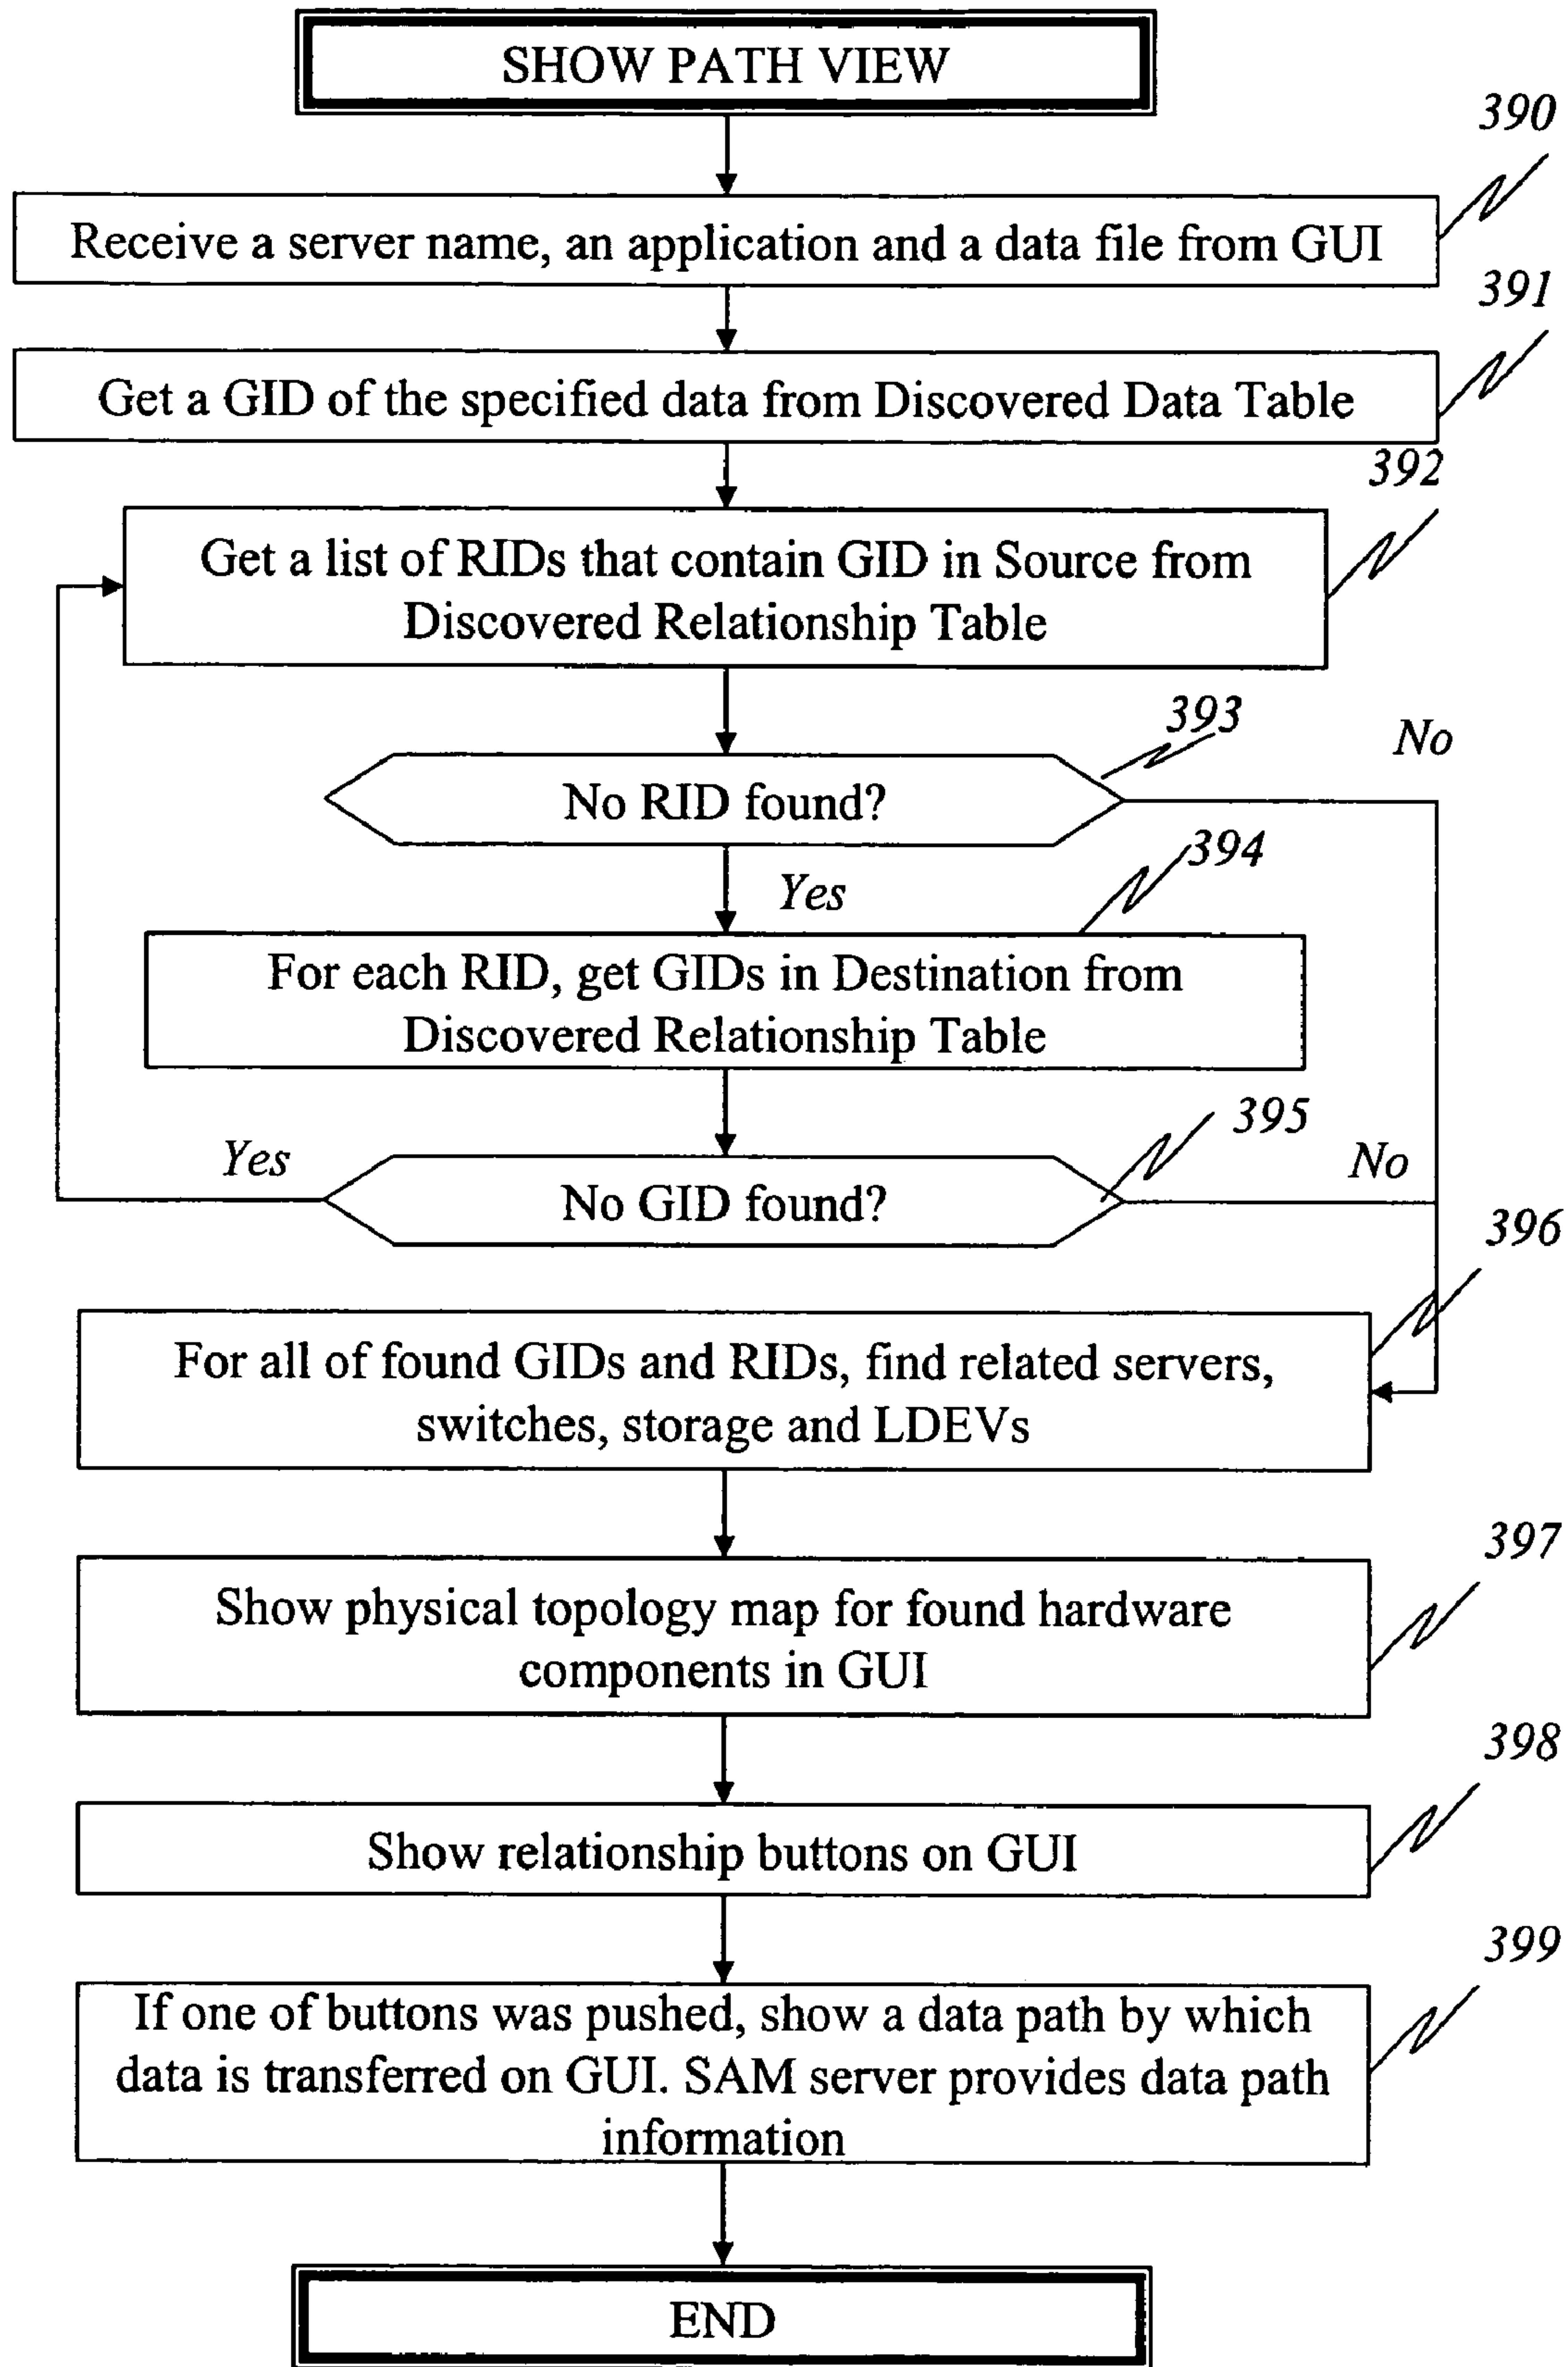 SHOW PATH VIEW
390
Receive a server name, an application and a data file from GUI
391
Get a GID of the specified data from Discovered Data Table
392
Get a list of RIDs that contain GID in Source from
Discovered Relationship Table
393
No
No RID found?
394
Yes
For each RID, get GIDs in Destination from
Discovered Relationship Table
395
Yes
No
No GID found?
396
For all of found GIDs and RIDs, find related servers,
switches, storage and LDEVs
397
Show physical topology map for found hardware
components in GUI
398
Show relationship buttons on GUI
399
If one of buttons was pushed, show a data path by which
data is transferred on GUI. SAM server provides data path
information
END